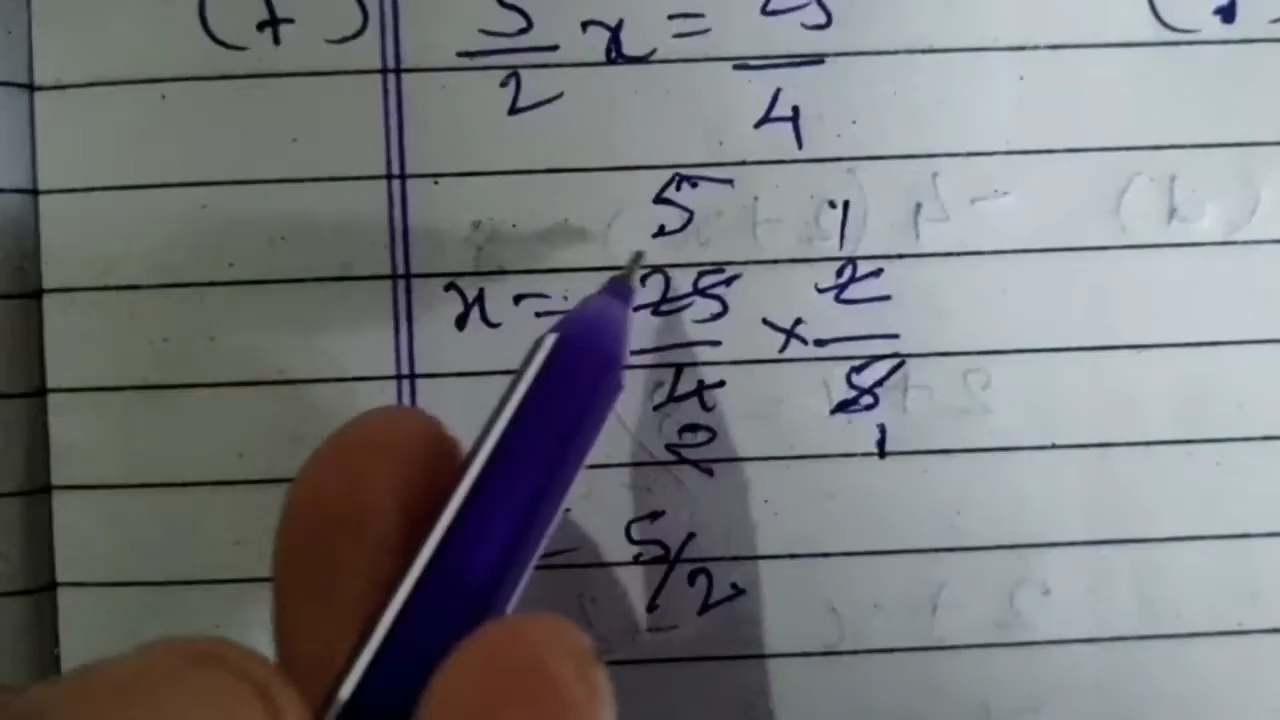 (f) 5/2 x = 25/4
x = 25/4 × 2/5
5 1
2 1
= 5/2